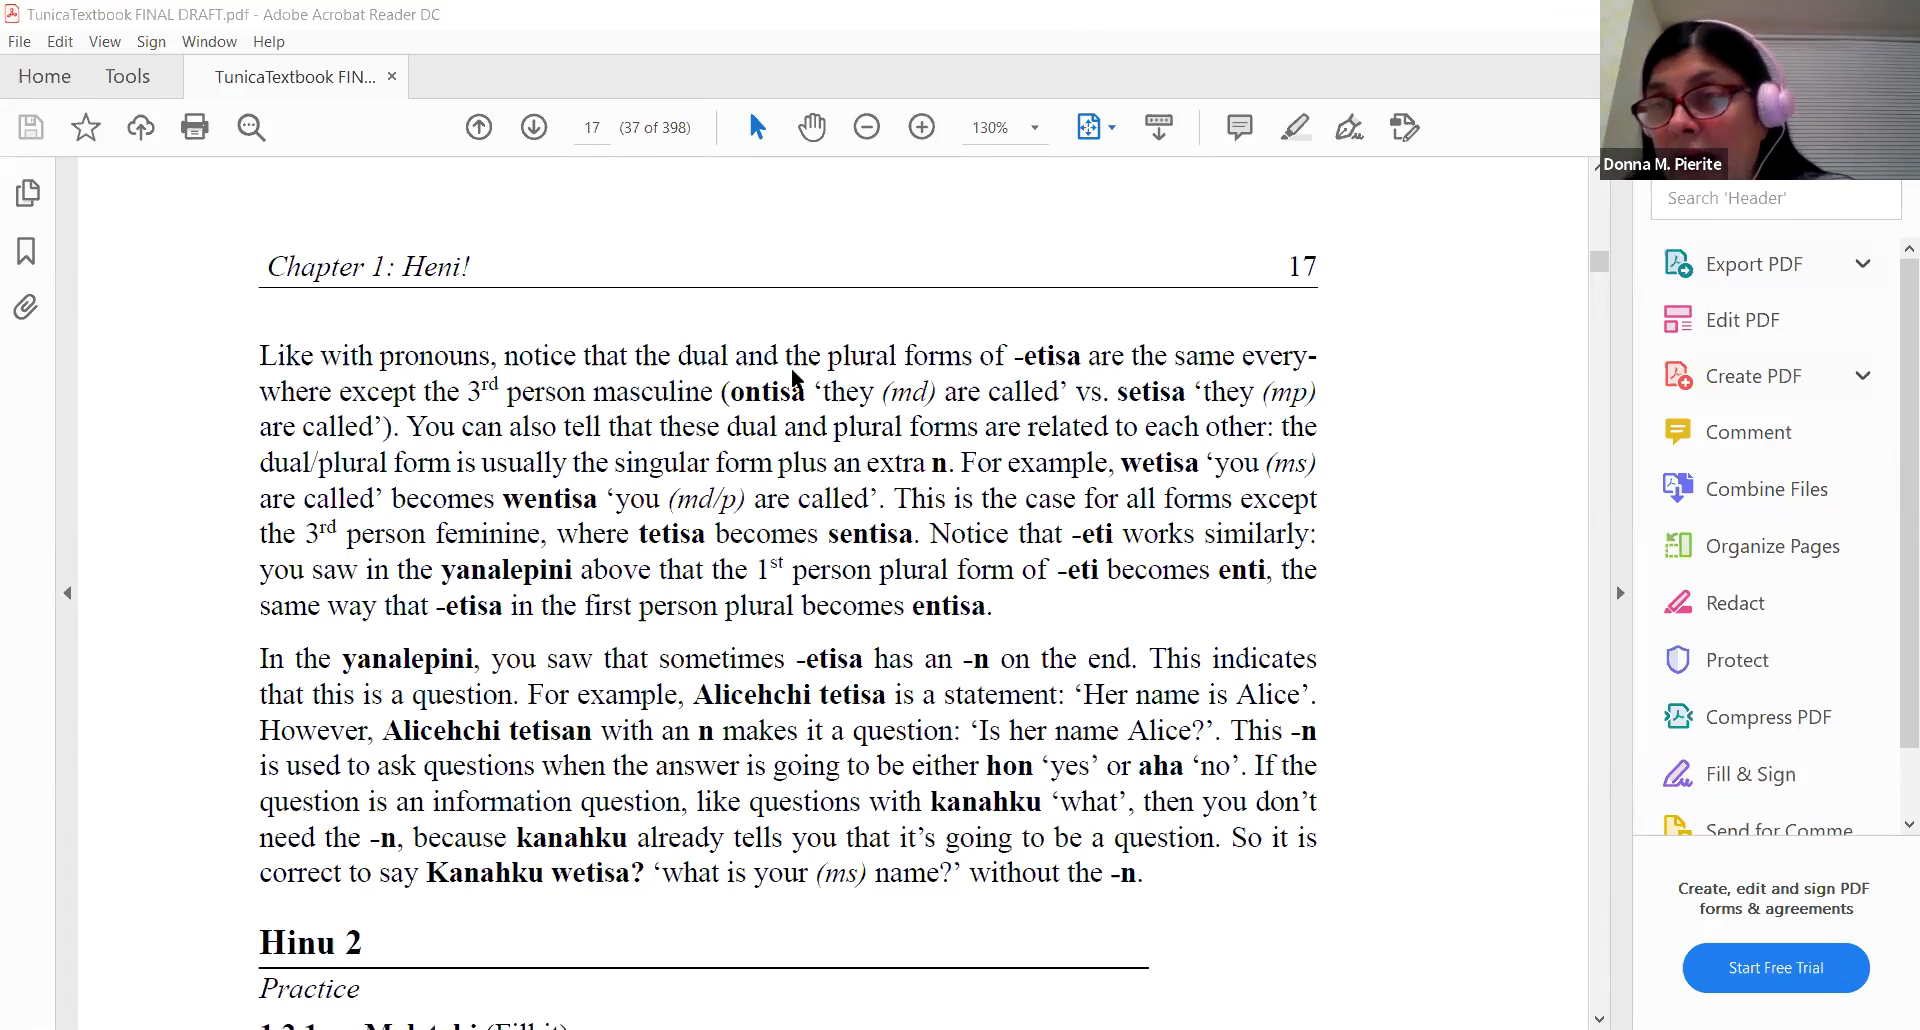 TunicaTextbook FINAL DRAFT.pdf - Adobe Acrobat Reader DC
File Edit View Sign Window Help
Home Tools TunicaTextbook FIN... ×
17 (37 of 398) 130%
Donna M. Pierite
Search 'Header'
Chapter 1: Heni! 17
Like with pronouns, notice that the dual and the plural forms of -etisa are the same every-
where except the 3rd person masculine (ontisa ‘they (md) are called’ vs. setisa ‘they (mp)
are called’). You can also tell that these dual and plural forms are related to each other: the
dual/plural form is usually the singular form plus an extra n. For example, wetisa ‘you (ms)
are called’ becomes wentisa ‘you (md/p) are called’. This is the case for all forms except
the 3rd person feminine, where tetisa becomes sentisa. Notice that -eti works similarly:
you saw in the yanalepini above that the 1st person plural form of -eti becomes enti, the
same way that -etisa in the first person plural becomes entisa.
In the yanalepini, you saw that sometimes -etisa has an -n on the end. This indicates
that this is a question. For example, Alicehchi tetisa is a statement: ‘Her name is Alice’.
However, Alicehchi tetisan with an n makes it a question: ‘Is her name Alice?’. This -n
is used to ask questions when the answer is going to be either hon ‘yes’ or aha ‘no’. If the
question is an information question, like questions with kanahku ‘what’, then you don’t
need the -n, because kanahku already tells you that it’s going to be a question. So it is
correct to say Kanahku wetisa? ‘what is your (ms) name?’ without the -n.
Hinu 2
Practice
Export PDF
Edit PDF
Create PDF
Comment
Combine Files
Organize Pages
Redact
Protect
Compress PDF
Fill & Sign
Send for Comme
Create, edit and sign PDF
forms & agreements
Start Free Trial